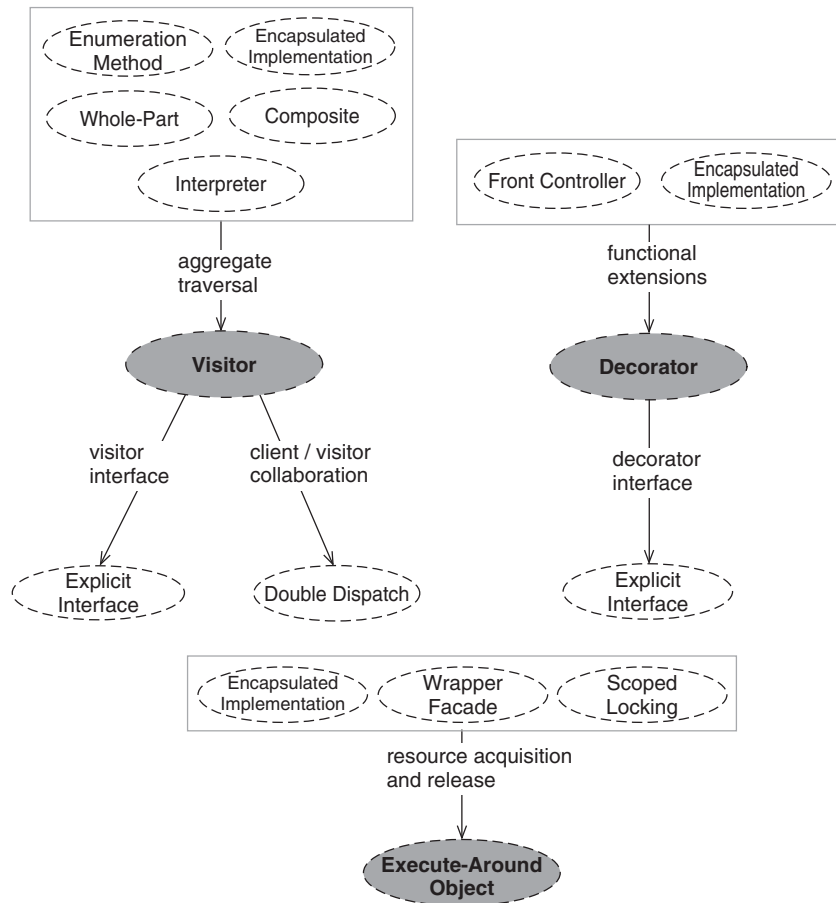 Enumeration
Method
Encapsulated
Implementation
Whole-Part
Composite
Interpreter
aggregate
traversal
Visitor
visitor
interface
client / visitor
collaboration
Explicit
Interface
Double Dispatch
Front Controller
Encapsulated
Implementation
functional
extensions
Decorator
decorator
interface
Explicit
Interface
Encapsulated
Implementation
Wrapper
Facade
Scoped
Locking
resource acquisition
and release
Execute-Around
Object